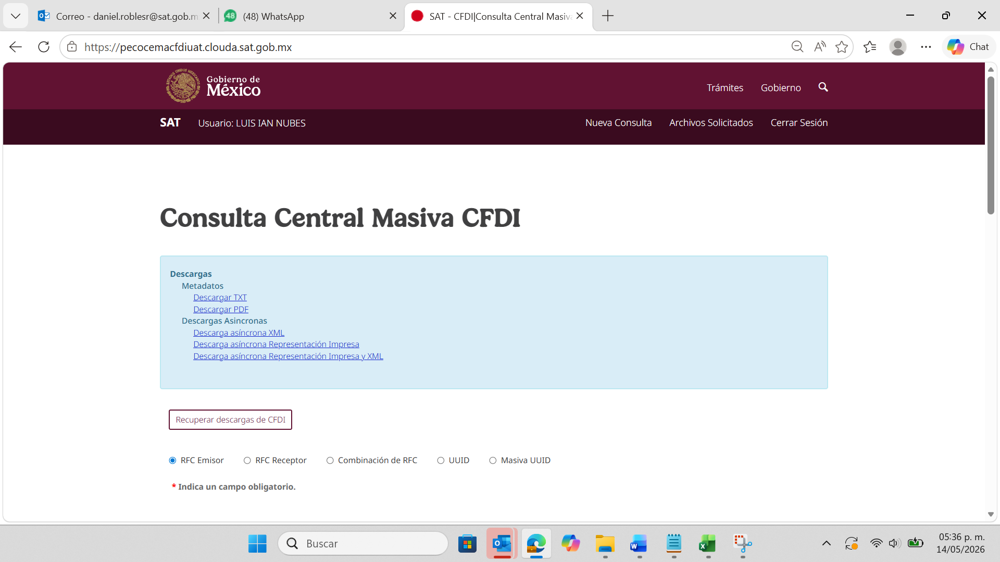 Correo - daniel.roblesr@sat.gob.m
48
(48) WhatsApp
SAT - CFDI|Consulta Central Masiva
https://pecocemacfdiuat.clouda.sat.gob.mx
Chat
Gobierno de
México
Trámites
Gobierno
SAT
Usuario: LUIS IAN NUBES
Nueva Consulta
Archivos Solicitados
Cerrar Sesión
Consulta Central Masiva CFDI
Descargas
Metadatos
Descargar TXT
Descargar PDF
Descargas Asincronas
Descarga asíncrona XML
Descarga asíncrona Representación Impresa
Descarga asíncrona Representación Impresa y XML
Recuperar descargas de CFDI
RFC Emisor
RFC Receptor
Combinación de RFC
UUID
Masiva UUID
* Indica un campo obligatorio.
Buscar
05:36 p. m.
14/05/2026